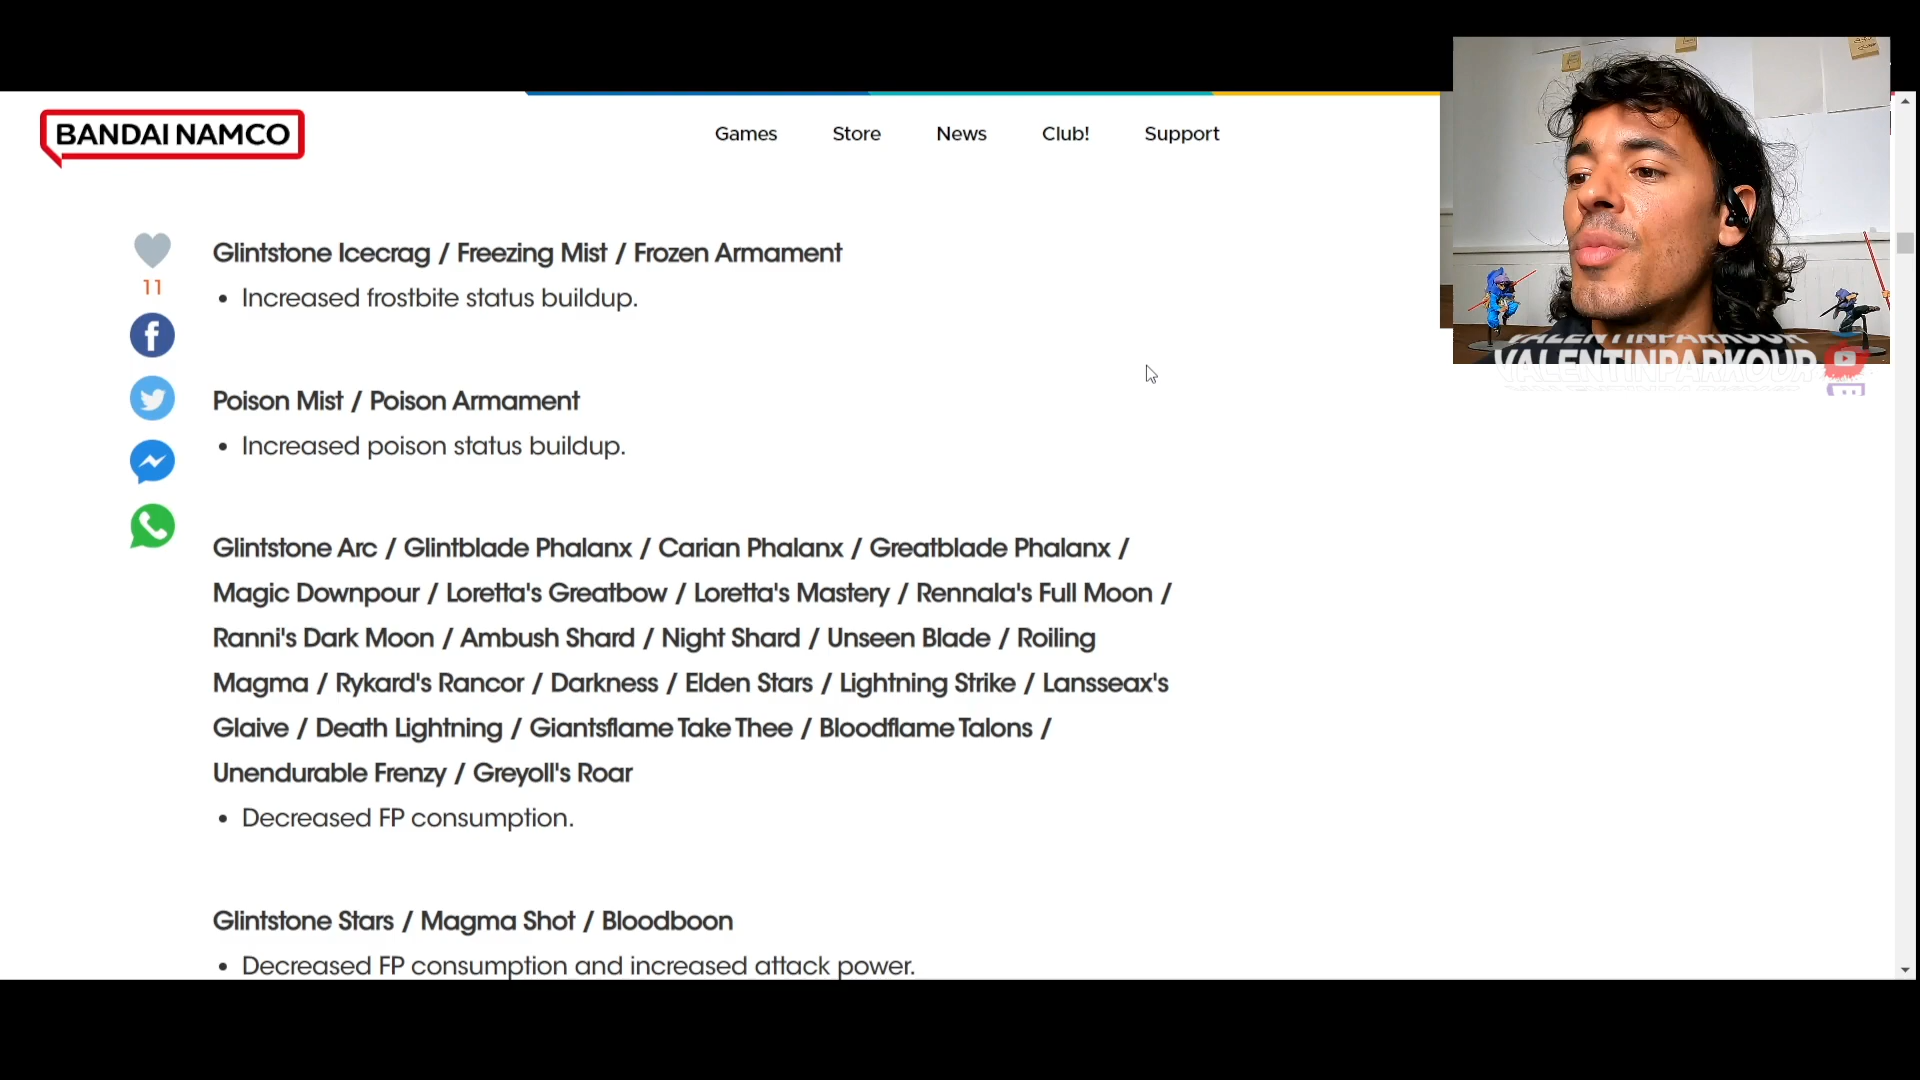 BANDAI NAMCO
Games
Store
News
Club!
Support
11
Glintstone Icecrag / Freezing Mist / Frozen Armament
• Increased frostbite status buildup.
Poison Mist / Poison Armament
• Increased poison status buildup.
Glintstone Arc / Glintblade Phalanx / Carian Phalanx / Greatblade Phalanx /
Magic Downpour / Loretta's Greatbow / Loretta's Mastery / Rennala's Full Moon /
Ranni's Dark Moon / Ambush Shard / Night Shard / Unseen Blade / Roiling
Magma / Rykard's Rancor / Darkness / Elden Stars / Lightning Strike / Lansseax's
Glaive / Death Lightning / Giantsflame Take Thee / Bloodflame Talons /
Unendurable Frenzy / Greyoll's Roar
• Decreased FP consumption.
Glintstone Stars / Magma Shot / Bloodboon
• Decreased FP consumption and increased attack power.
VALENTINPARKOUR
VALENTINPARKOUR